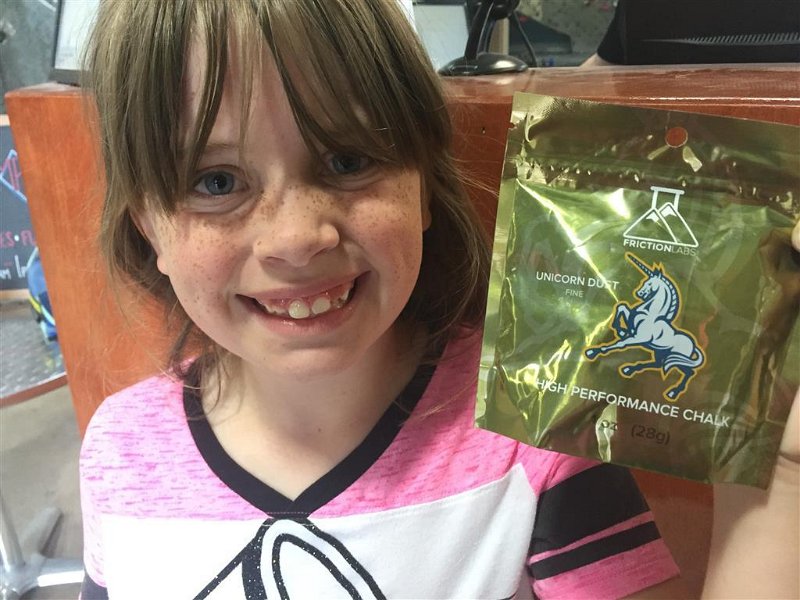 FRICTIONLABS
UNICORN DUST
FINE
HIGH PERFORMANCE CHALK
(28g)